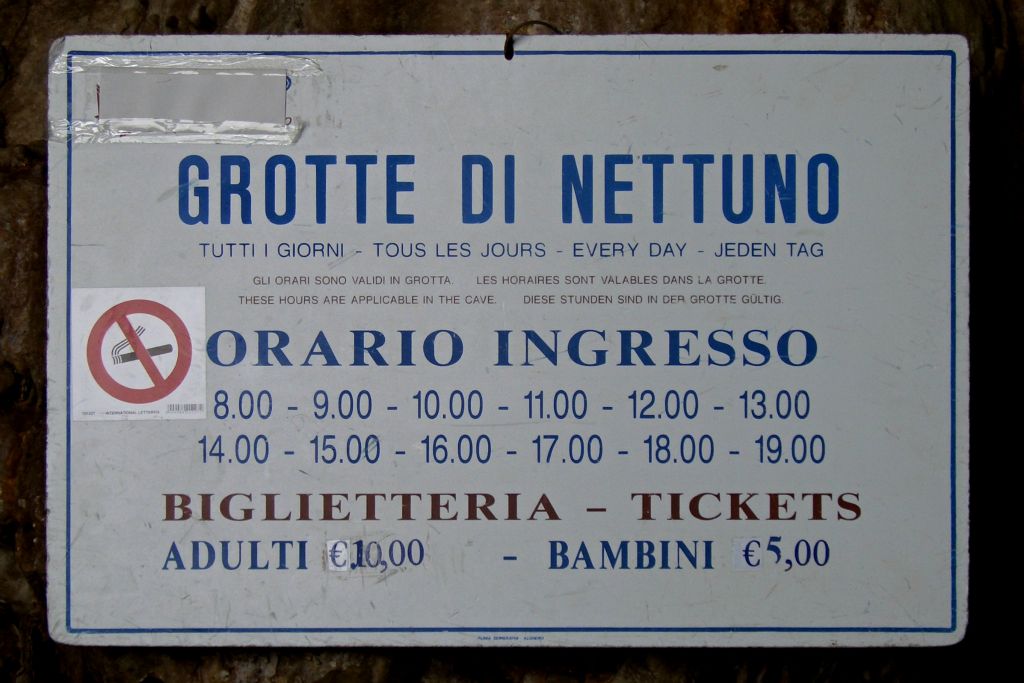 GROTTE DI NETTUNO
TUTTI I GIORNI - TOUS LES JOURS - EVERY DAY - JEDEN TAG
GLI ORARI SONO VALIDI IN GROTTA. LES HORAIRES SONT VALABLES DANS LA GROTTE.
THESE HOURS ARE APPLICABLE IN THE CAVE. DIESE STUNDEN SIND IN DER GROTTE GÜLTIG.
ORARIO INGRESSO
8.00 - 9.00 - 10.00 - 11.00 - 12.00 - 13.00
14.00 - 15.00 - 16.00 - 17.00 - 18.00 - 19.00
INTERNATIONAL LETTERING
BIGLIETTERIA - TICKETS
ADULTI €.10,00 - BAMBINI €5,00